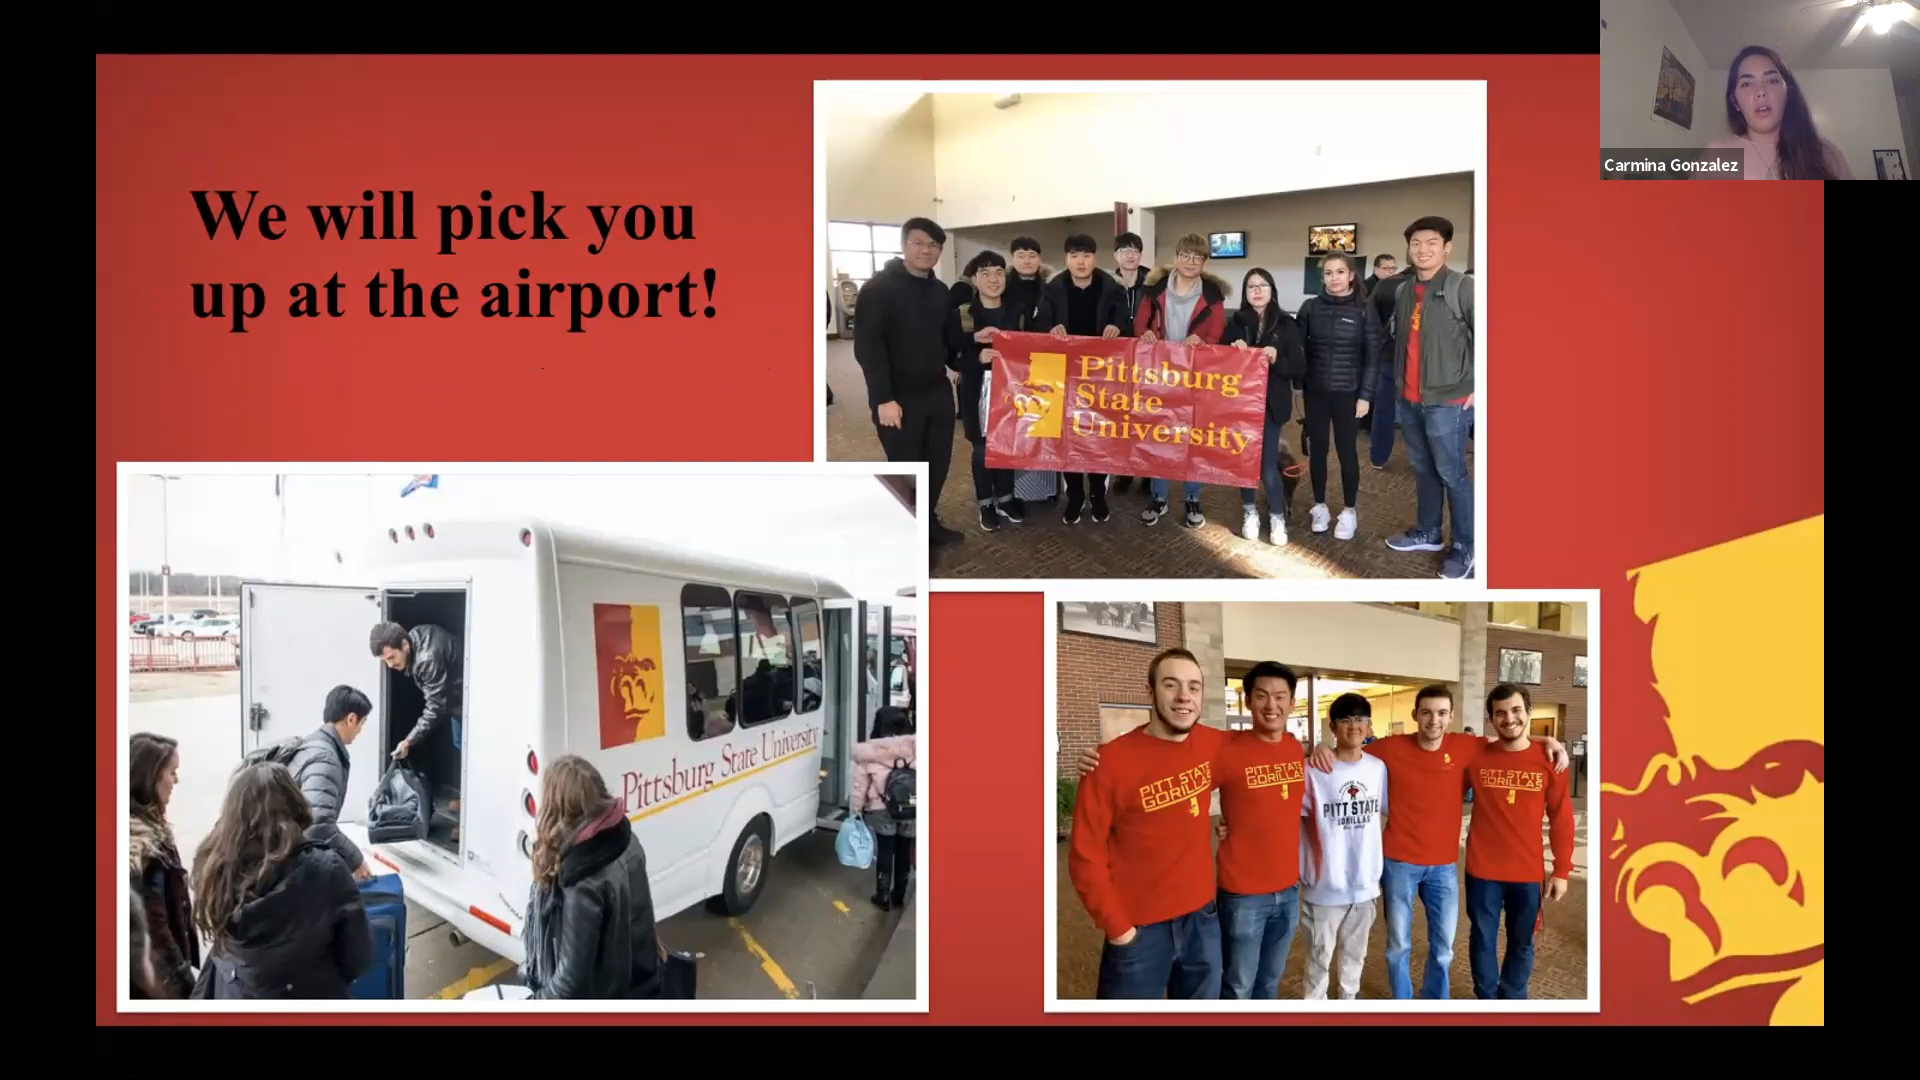 We will pick you
up at the airport!
Carmina Gonzalez
Pittsburg
State
University
Pittsburg State University
PITT STATE
GORILLAS
PITT STATE
GORILLAS
PITT STATE
GORILLAS
PITT STATE
GORILLAS